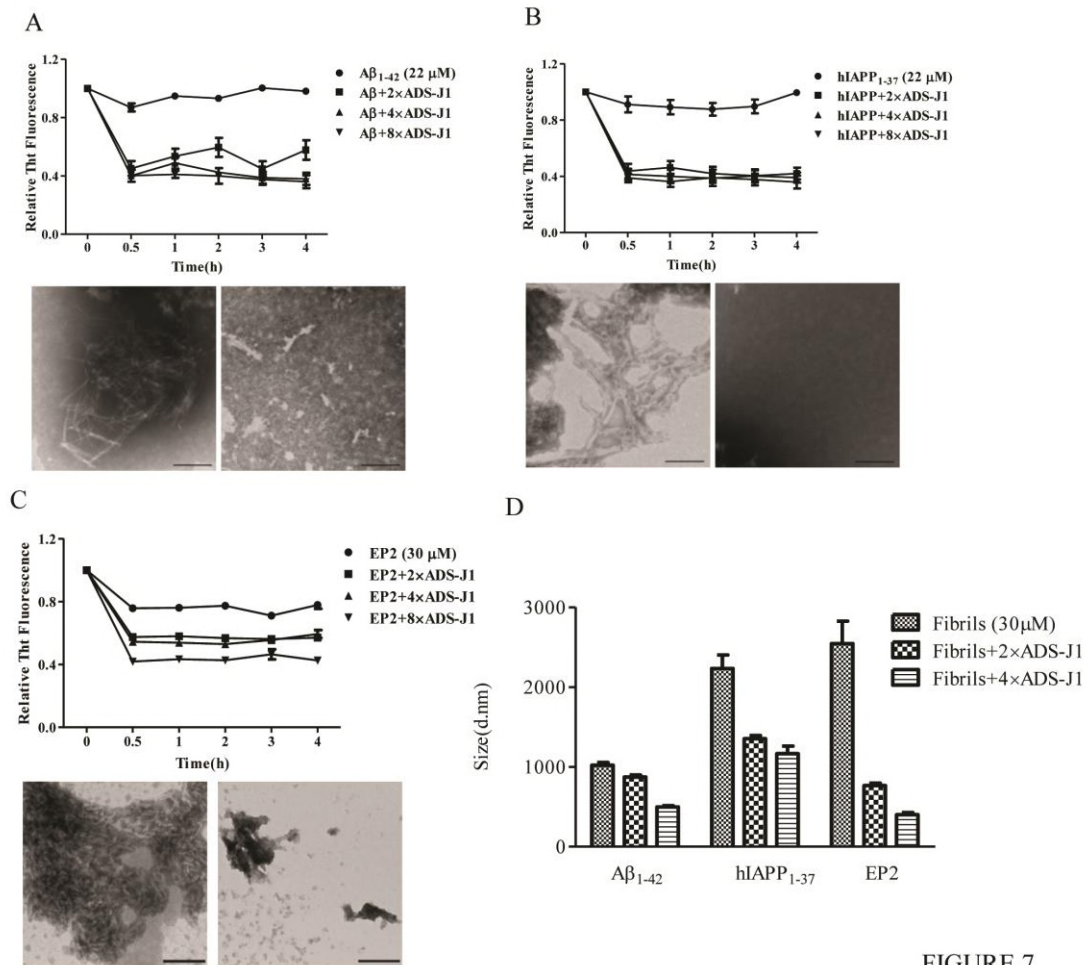 A
1.2
0.8
0.4
0.0
Relative Tht Fluorescence
0 0.5 1 2 3 4
Time(h)
Aβ1-42 (22 μM)
Aβ+2×ADS-J1
Aβ+4×ADS-J1
Aβ+8×ADS-J1
B
1.2
0.8
0.4
0.0
Relative Tht Fluorescence
0 0.5 1 2 3 4
Time(h)
hIAPP1-37 (22 μM)
hIAPP+2×ADS-J1
hIAPP+4×ADS-J1
hIAPP+8×ADS-J1
C
1.2
0.8
0.4
0.0
Relative Tht Fluorescence
0 0.5 1 2 3 4
Time(h)
EP2 (30 μM)
EP2+2×ADS-J1
EP2+4×ADS-J1
EP2+8×ADS-J1
D
3000
2000
1000
0
Size(d.nm)
Aβ1-42 hIAPP1-37 EP2
Fibrils (30μM)
Fibrils+2×ADS-J1
Fibrils+4×ADS-J1
FIGURE 7